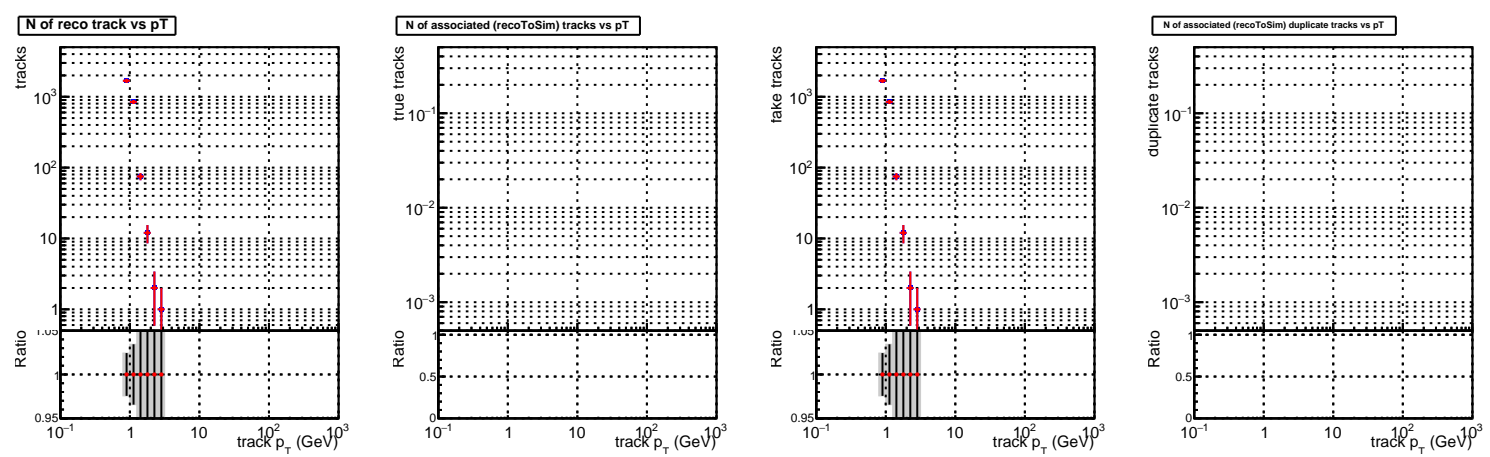 N of reco track vs pT
tracks
10³
10²
10
1
1.05
Ratio
1
0.95
10⁻¹ 1 10 10² 10³
track p_T (GeV)
N of associated (recoToSim) tracks vs pT
true tracks
10⁻¹
10⁻²
10⁻³
Ratio
1
0.5
0
10⁻¹ 1 10 10² 10³
track p_T (GeV)
fake tracks
10³
10²
10
1
1.05
Ratio
1
0.95
10⁻¹ 1 10 10² 10³
track p_T (GeV)
N of associated (recoToSim) duplicate tracks vs pT
duplicate tracks
10⁻¹
10⁻²
10⁻³
Ratio
1
0.5
0
10⁻¹ 1 10 10² 10³
track p_T (GeV)